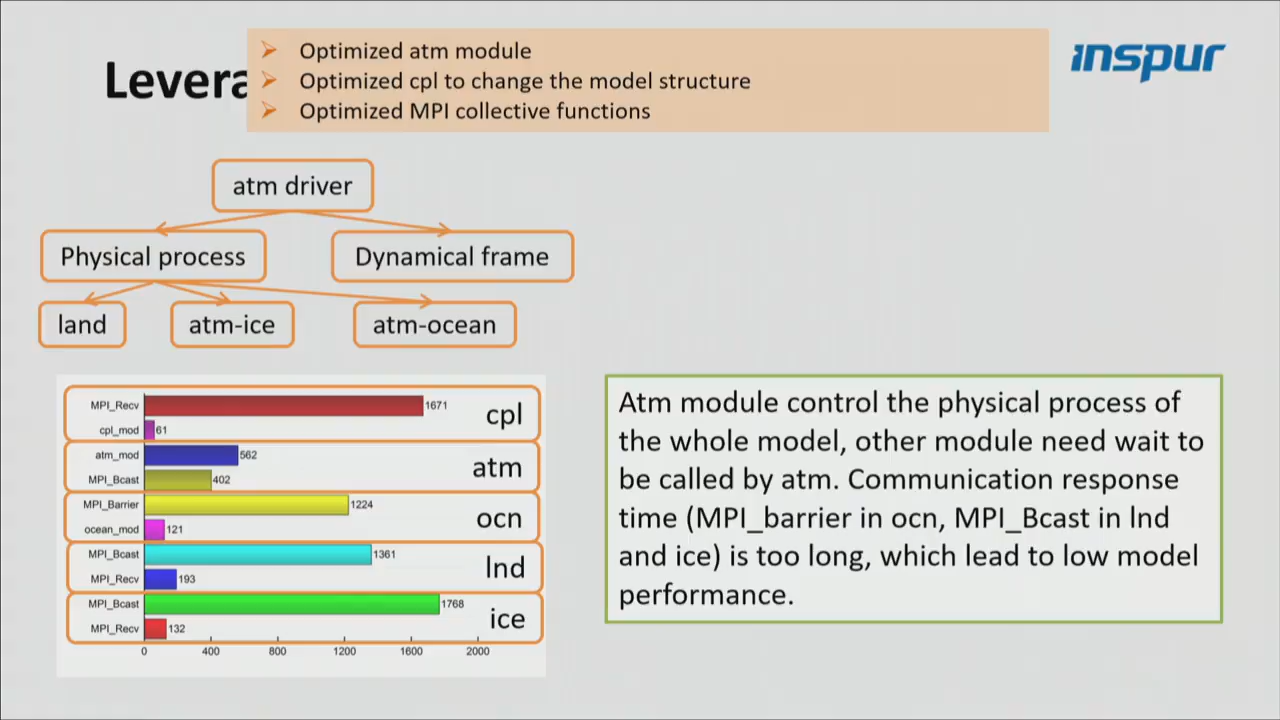 Optimized atm module
Optimized cpl to change the model structure
Optimized MPI collective functions
Levera
inspur
atm driver
Physical process
Dynamical frame
land
atm-ice
atm-ocean
MPI_Recv 1671
cpl
cpl_mod 61
atm_mod 562
atm
MPI_Bcast 402
MPI_Barrier 1224
ocn
ocean_mod 121
MPI_Bcast 1361
lnd
MPI_Recv 193
MPI_Bcast 1768
ice
MPI_Recv 132
0 400 800 1200 1600 2000
Atm module control the physical process of
the whole model, other module need wait to
be called by atm. Communication response
time (MPI_barrier in ocn, MPI_Bcast in lnd
and ice) is too long, which lead to low model
performance.